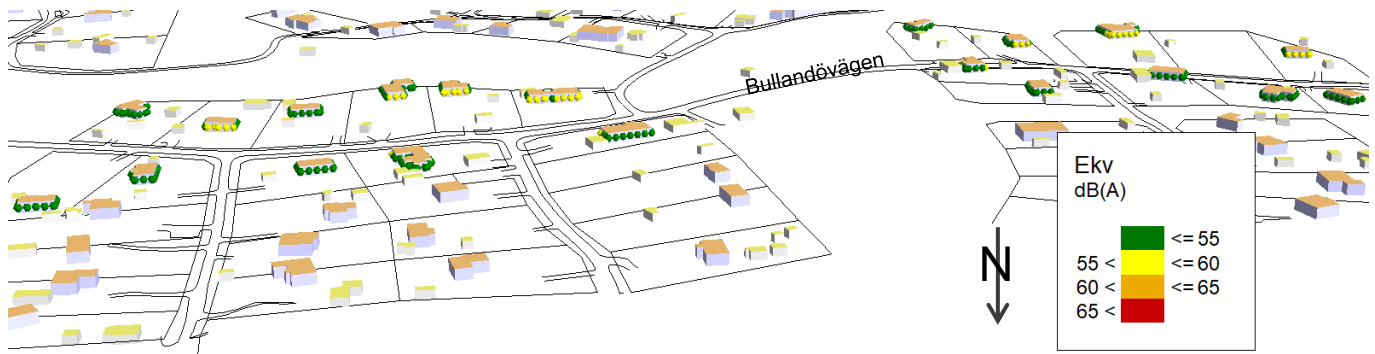 Bullandövägen
N
Ekv
dB(A)
<= 55
55 < <= 60
60 < <= 65
65 <